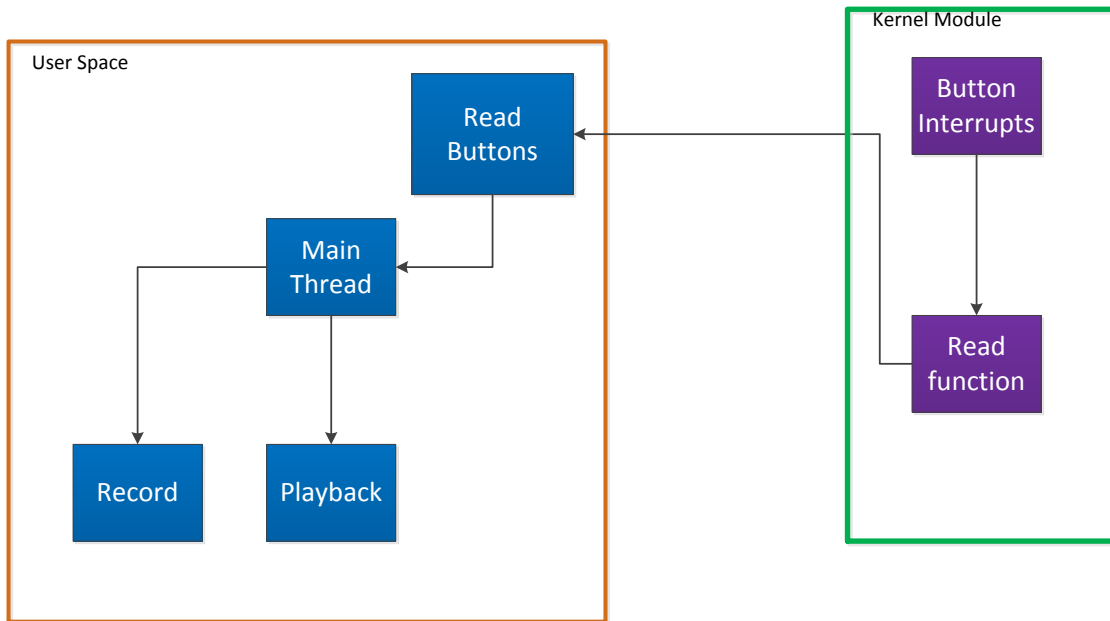 User Space
Read
Buttons
Main
Thread
Record
Playback
Kernel Module
Button
Interrupts
Read
function